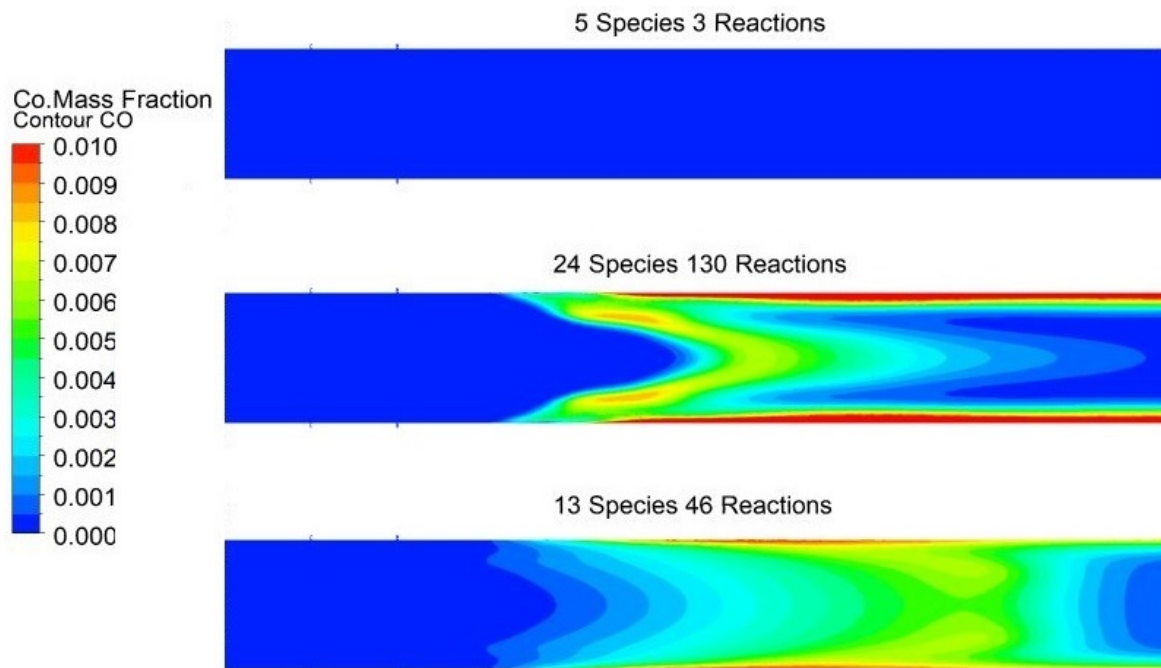 5 Species 3 Reactions
Co.Mass Fraction
Contour CO
0.010
0.009
0.008
0.007
0.006
0.005
0.004
0.003
0.002
0.001
0.000
24 Species 130 Reactions
13 Species 46 Reactions